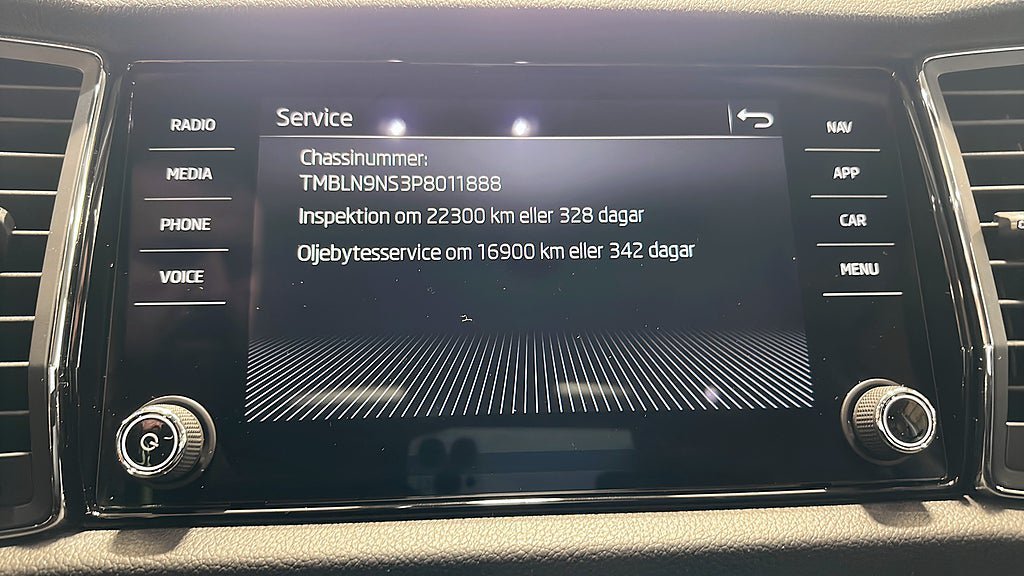 Service
Chassinummer:
TMBLN9NS3P8011888
Inspektion om 22300 km eller 328 dagar
Oljebytesservice om 16900 km eller 342 dagar
RADIO
MEDIA
PHONE
VOICE
NAV
APP
CAR
MENU